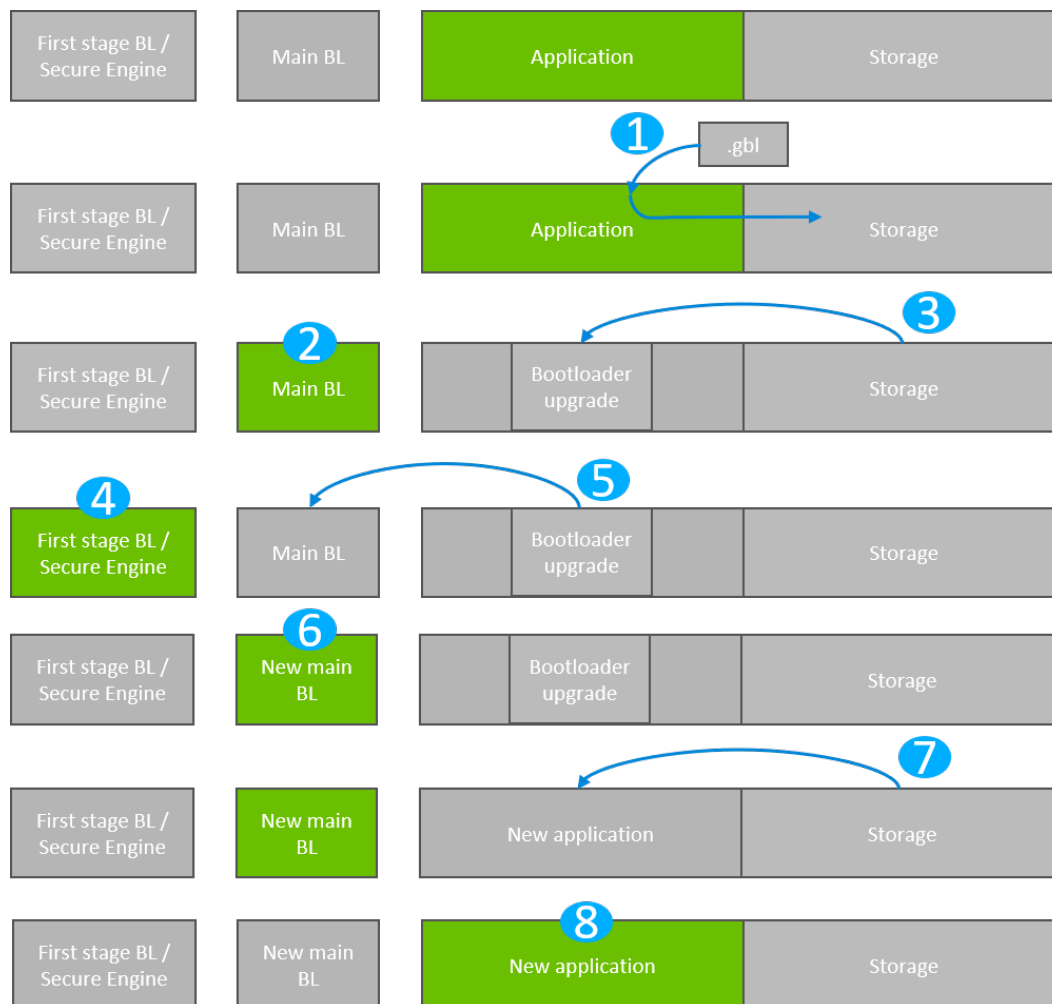 First stage BL /
Secure Engine
Main BL
Application
Storage
1
.gbl
First stage BL /
Secure Engine
Main BL
Application
Storage
2
3
First stage BL /
Secure Engine
Main BL
Bootloader
upgrade
Storage
4
5
First stage BL /
Secure Engine
Main BL
Bootloader
upgrade
Storage
6
First stage BL /
Secure Engine
New main
BL
Bootloader
upgrade
Storage
7
First stage BL /
Secure Engine
New main
BL
New application
Storage
8
First stage BL /
Secure Engine
New main
BL
New application
Storage